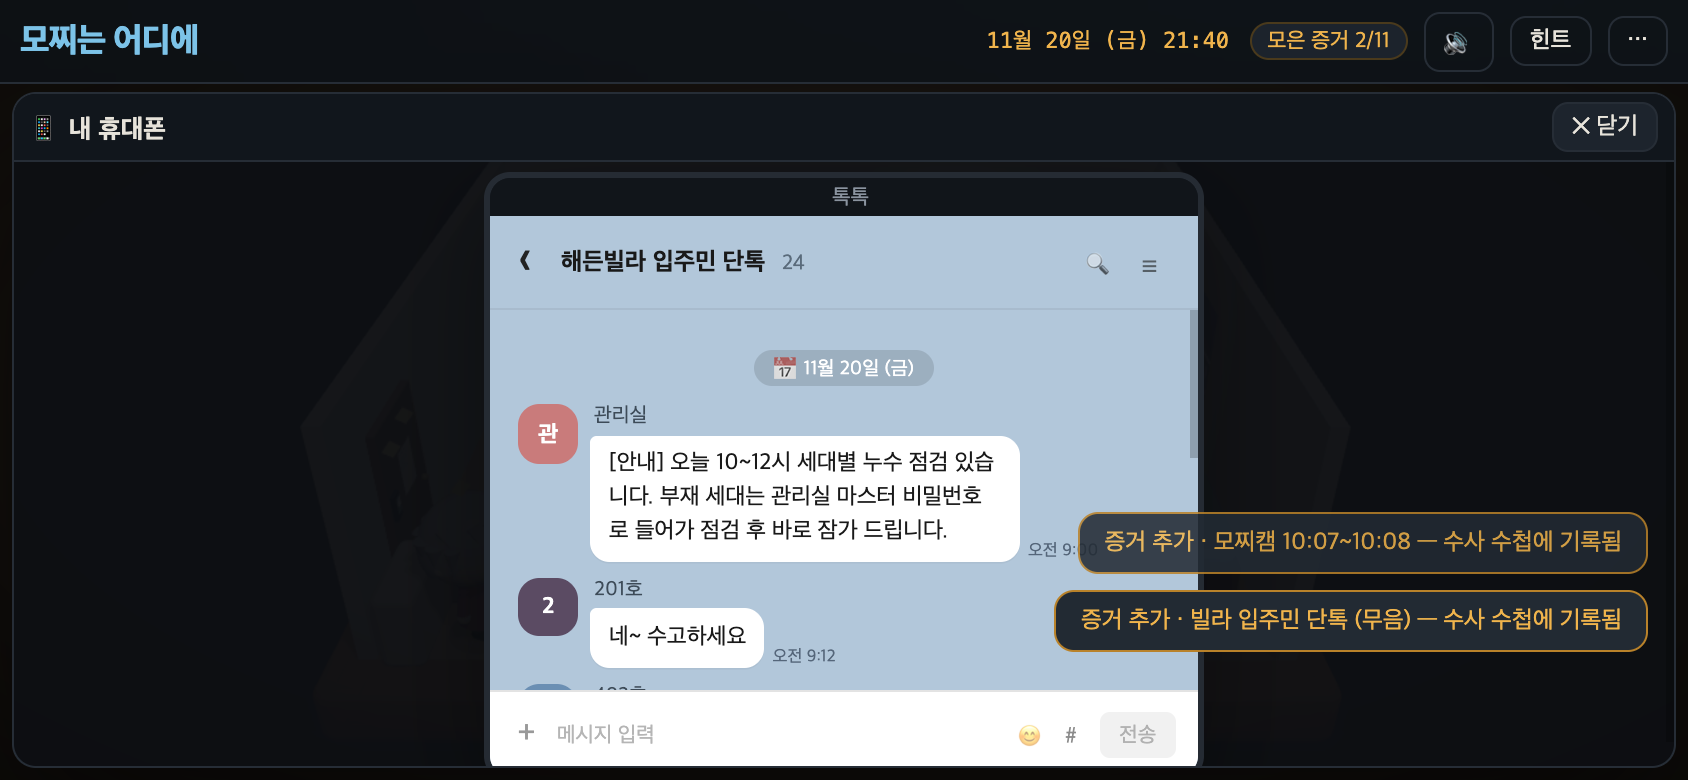 모찌는 어디에
11월 20일 (금) 21:40
모은 증거 2/11
힌트
내 휴대폰
✕ 닫기
톡톡
해든빌라 입주민 단톡 24
11월 20일 (금)
관
관리실
[안내] 오늘 10~12시 세대별 누수 점검 있습
니다. 부재 세대는 관리실 마스터 비밀번호
로 들어가 점검 후 바로 잠가 드립니다.
오전 9:00
증거 추가 · 모찌캠 10:07~10:08 — 수사 수첩에 기록됨
2
201호
네~ 수고하세요
오전 9:12
증거 추가 · 빌라 입주민 단톡 (무음) — 수사 수첩에 기록됨
+ 메시지 입력
#
전송